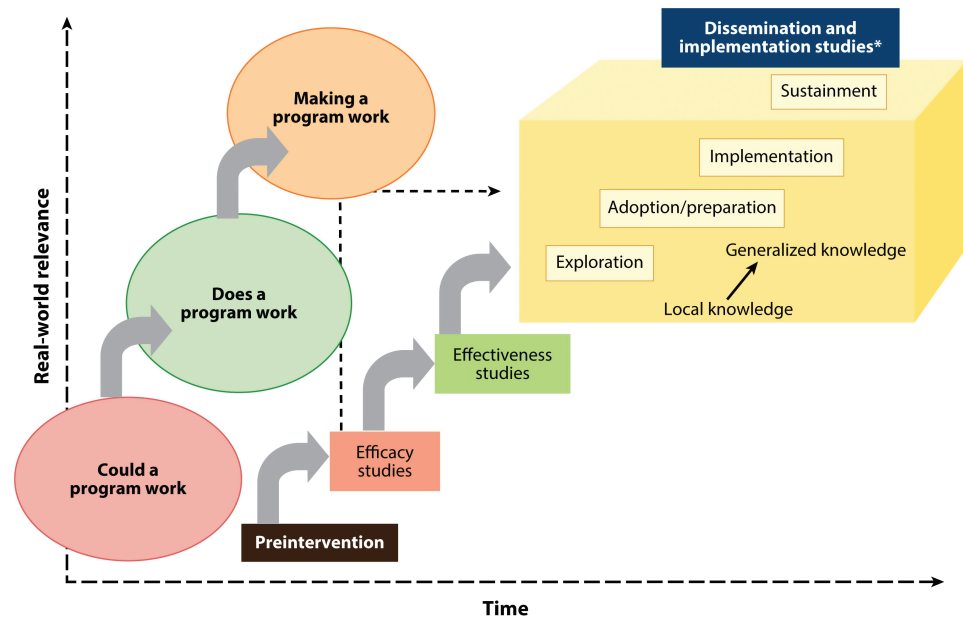 Dissemination and
implementation studies*
Sustainment
Making a
program work
Implementation
Adoption/preparation
Generalized knowledge
Exploration
Local knowledge
Does a
program work
Effectiveness
studies
Efficacy
studies
Could a
program work
Preintervention
Real-world relevance
Time